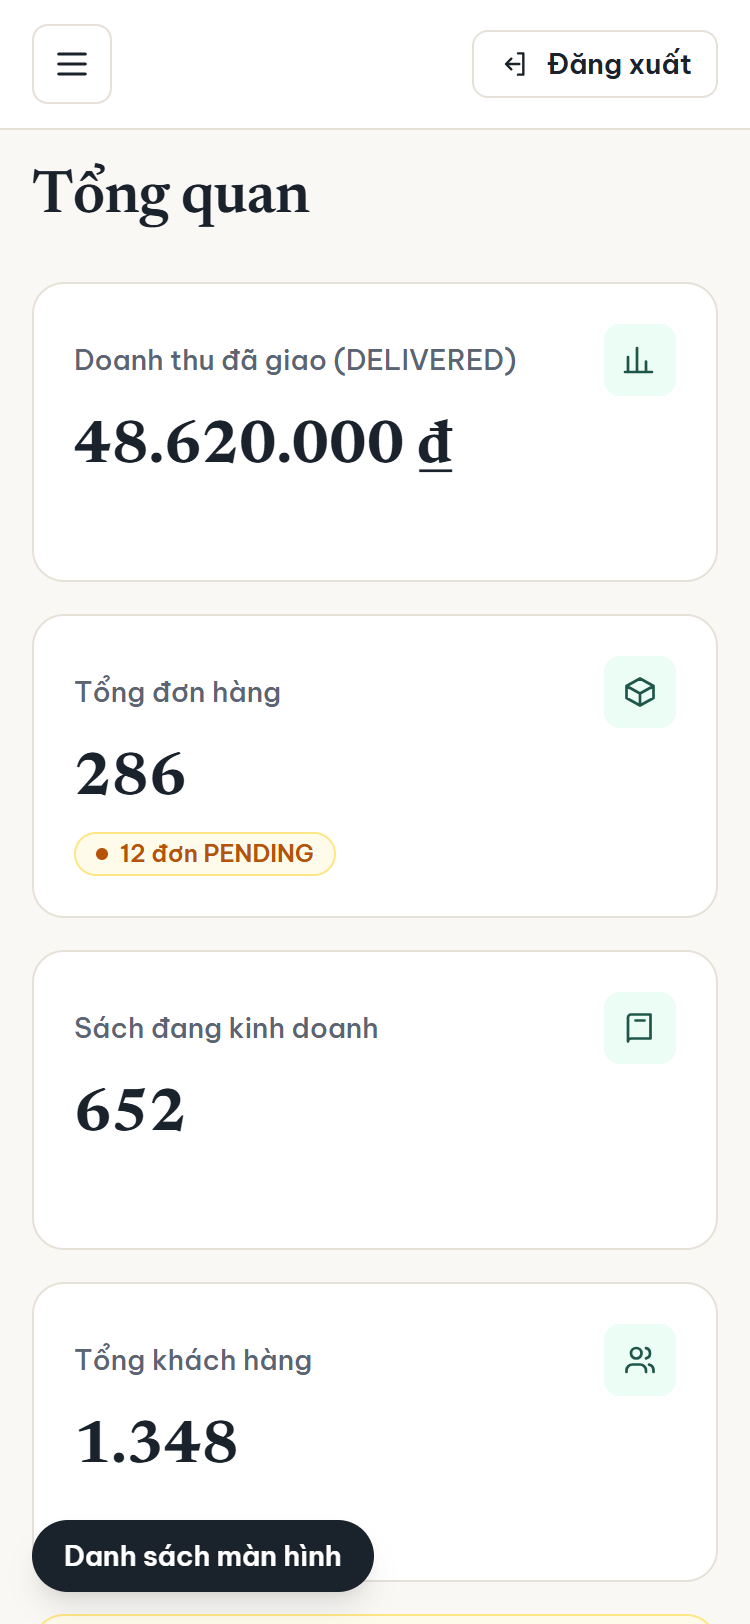 Đăng xuất
Tổng quan
Doanh thu đã giao (DELIVERED)
48.620.000 ₫
Tổng đơn hàng
286
12 đơn PENDING
Sách đang kinh doanh
652
Tổng khách hàng
1.348
Danh sách màn hình